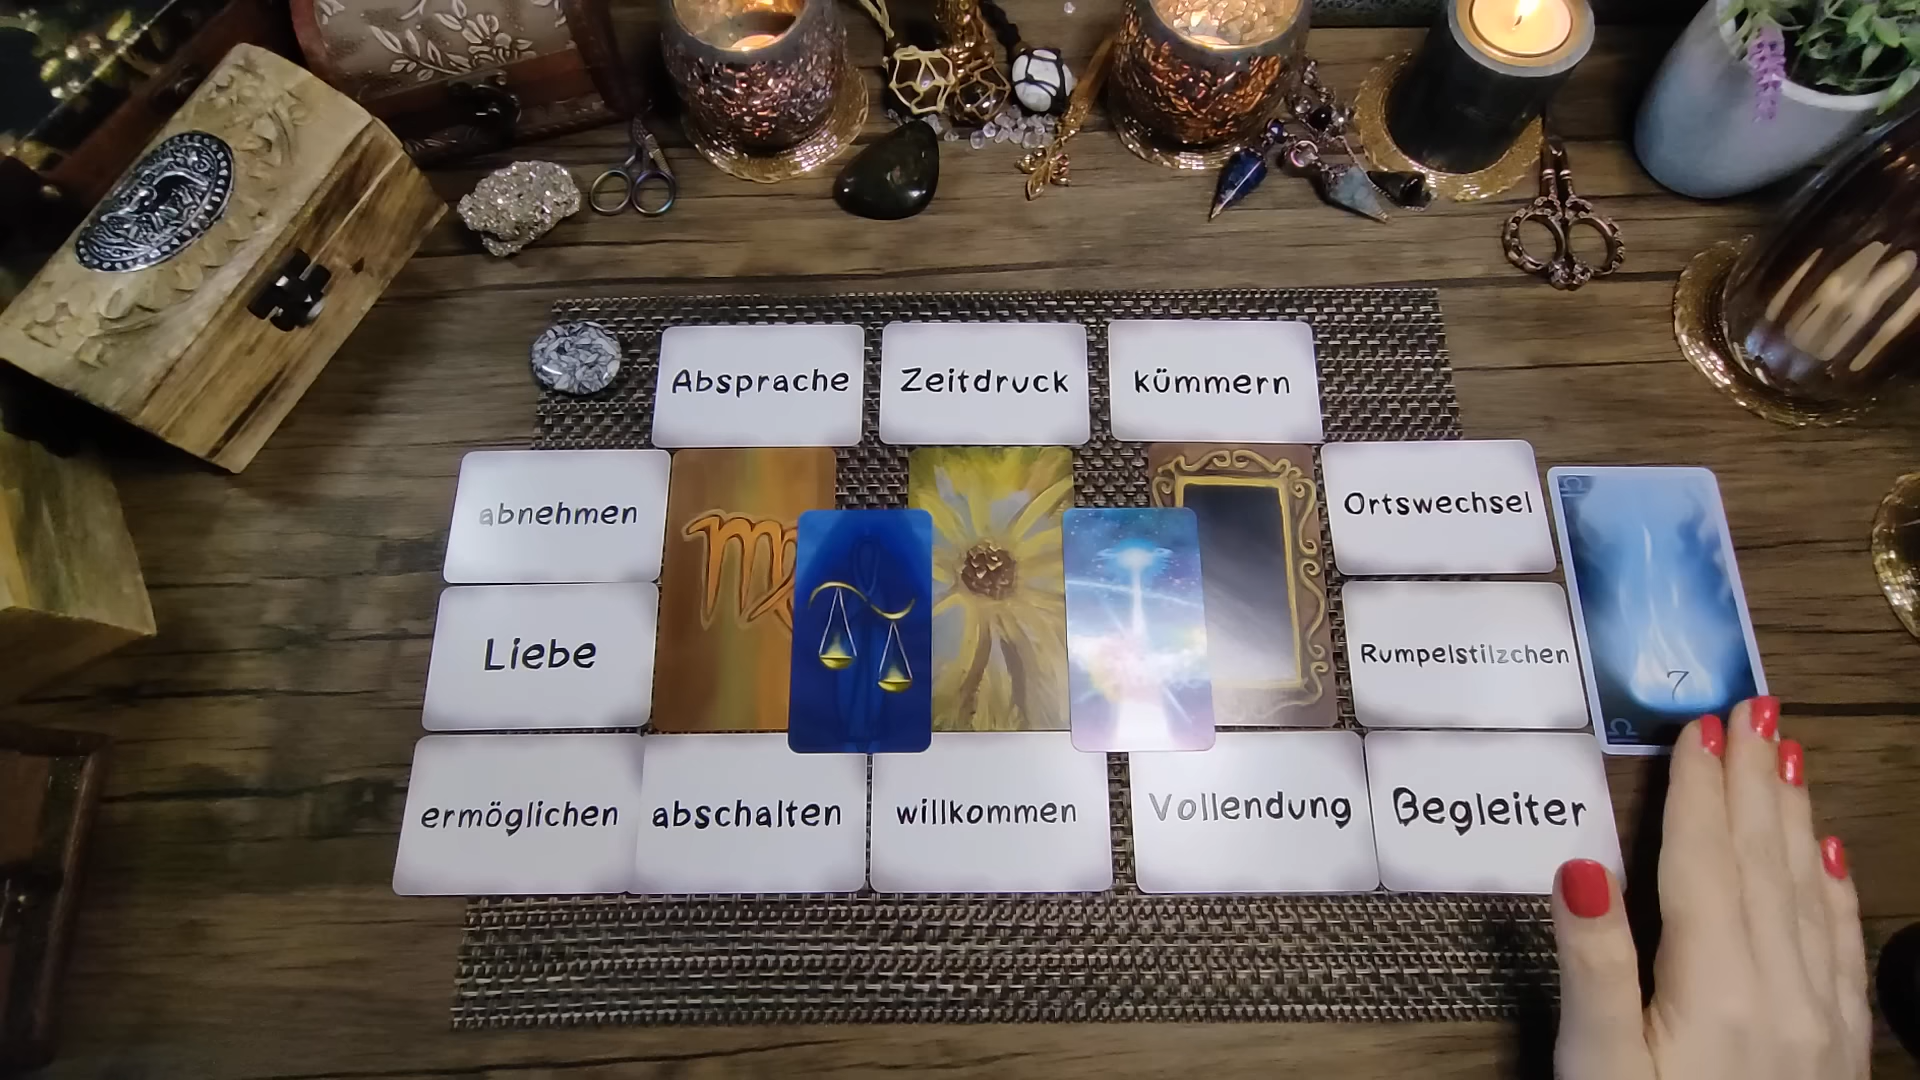 Absprache
Zeitdruck
kümmern
abnehmen
Ortswechsel
Liebe
Rumpelstilzchen
7
ermöglichen
abschalten
willkommen
Vollendung
Begleiter